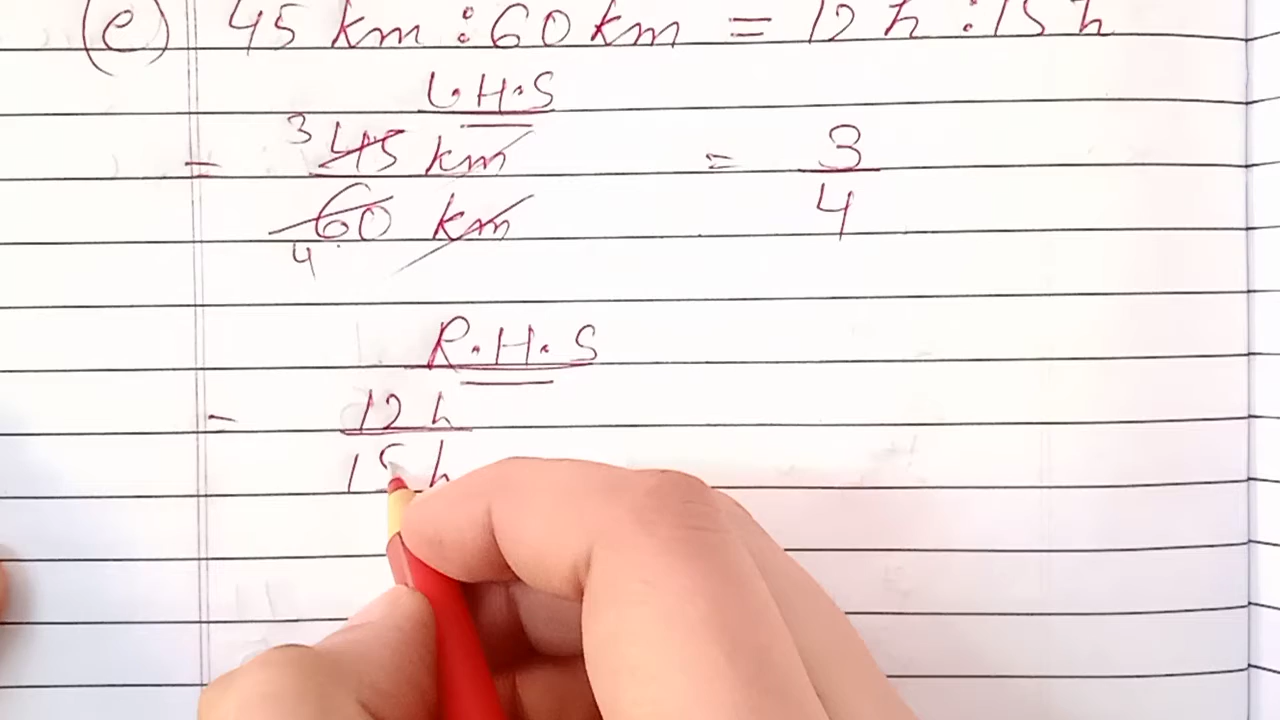 (e) 45 km : 60 km = 12 h : 15 h
L.H.S
= 3 45 km = 3
60 km 4
4
R.H.S
= 12 h
15 h